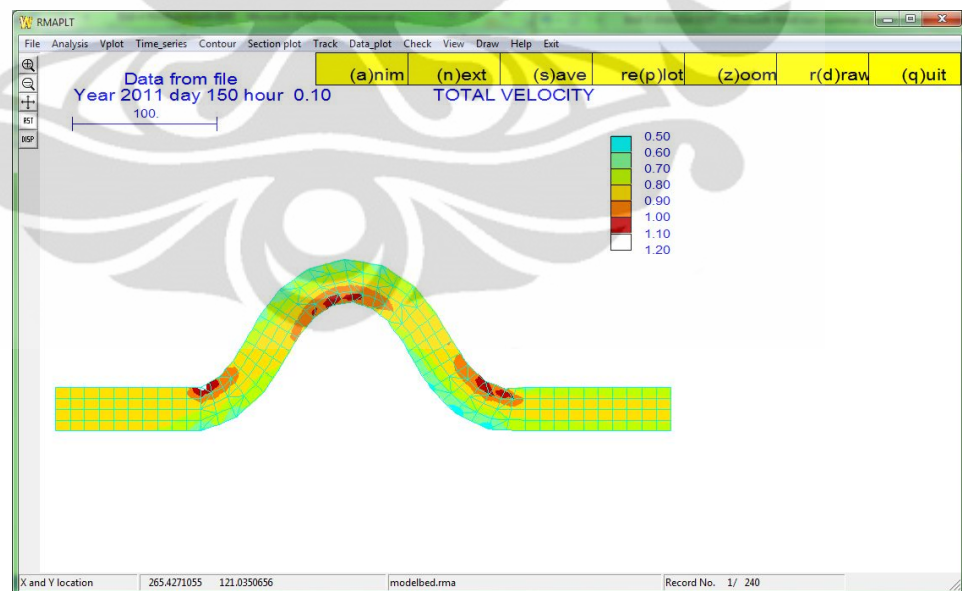 RMAPLT
File Analysis Vplot Time_series Contour Section plot Track Data_plot Check View Draw Help Exit
(a)nim (n)ext (s)ave re(p)lot (z)oom r(d)raw (q)uit
Data from file
Year 2011 day 150 hour 0.10 TOTAL VELOCITY
100.
RST
DISP
0.50
0.60
0.70
0.80
0.90
1.00
1.10
1.20
X and Y location 265.4271055 121.0350656 modelbed.rma Record No. 1/ 240